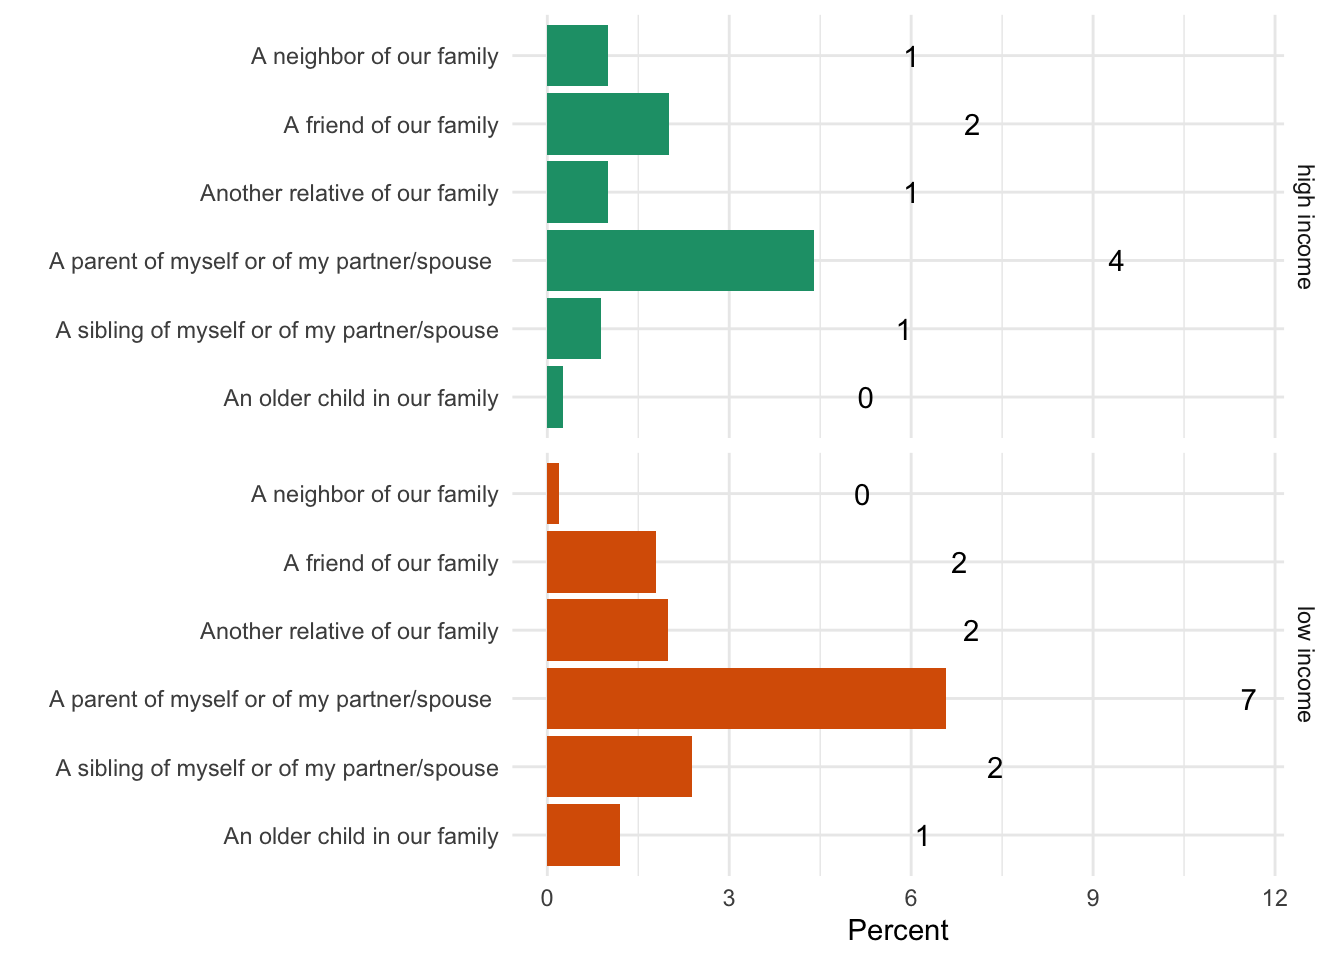 A neighbor of our family 1
A friend of our family 2
Another relative of our family 1
A parent of myself or of my partner/spouse 4
A sibling of myself or of my partner/spouse 1
An older child in our family 0
high income
A neighbor of our family 0
A friend of our family 2
Another relative of our family 2
A parent of myself or of my partner/spouse 7
A sibling of myself or of my partner/spouse 2
An older child in our family 1
low income
0 3 6 9 12
Percent